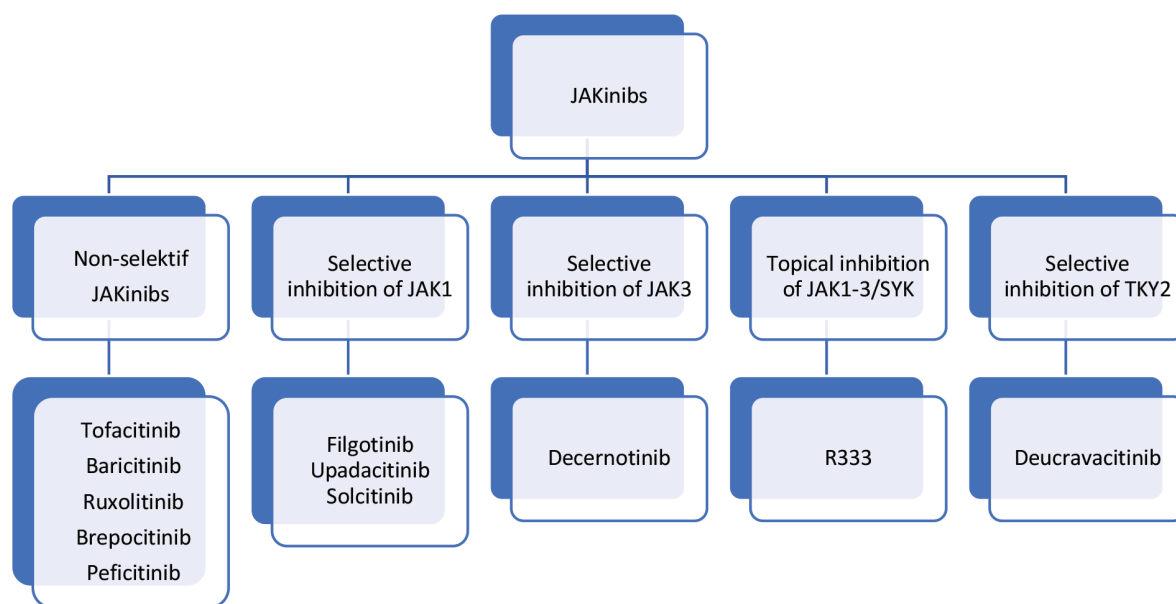 JAKinibs
Non-selektif
JAKinibs
Selective
inhibition of JAK1
Selective
inhibition of JAK3
Topical inhibition
of JAK1-3/SYK
Selective
inhibition of TKY2
Tofacitinib
Baricitinib
Ruxolitinib
Brepocitinib
Peficitinib
Filgotinib
Upadacitinib
Solcitinib
Decernotinib
R333
Deucravacitinib